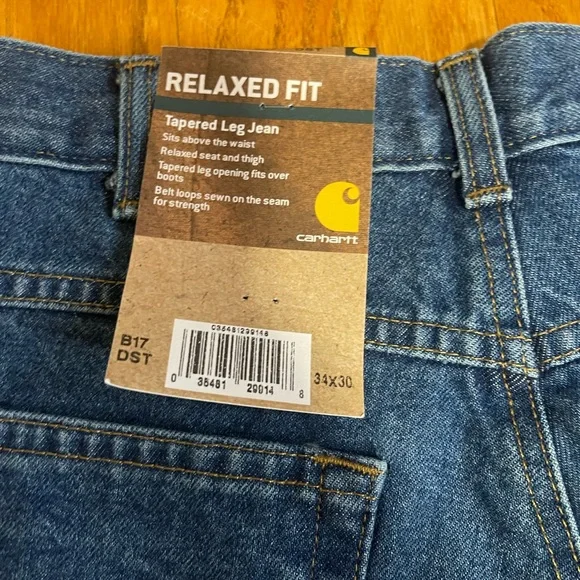 RELAXED FIT
Tapered Leg Jean
Sits above the waist
Relaxed seat and thigh
Tapered leg opening fits over
boots
Belt loops sewn on the seam
for strength
carhartt
B17
DST
035481290148
0 35481 29014 8
34X30